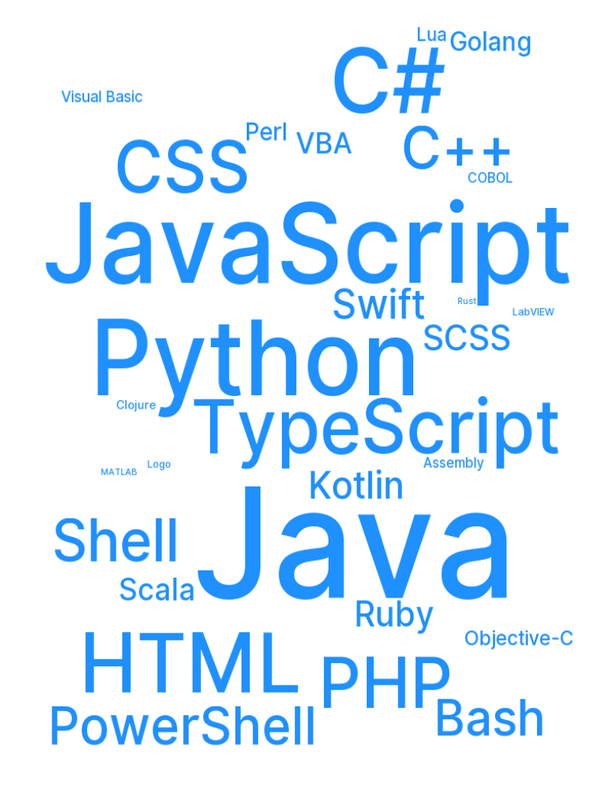 Lua
Golang
C#
Visual Basic
Perl
VBA
C++
CSS
COBOL
JavaScript
Swift
Rust
LabVIEW
Python
SCSS
Clojure
TypeScript
Logo
Assembly
MATLAB
Kotlin
Java
Shell
Scala
Ruby
Objective-C
HTML
PHP
PowerShell
Bash